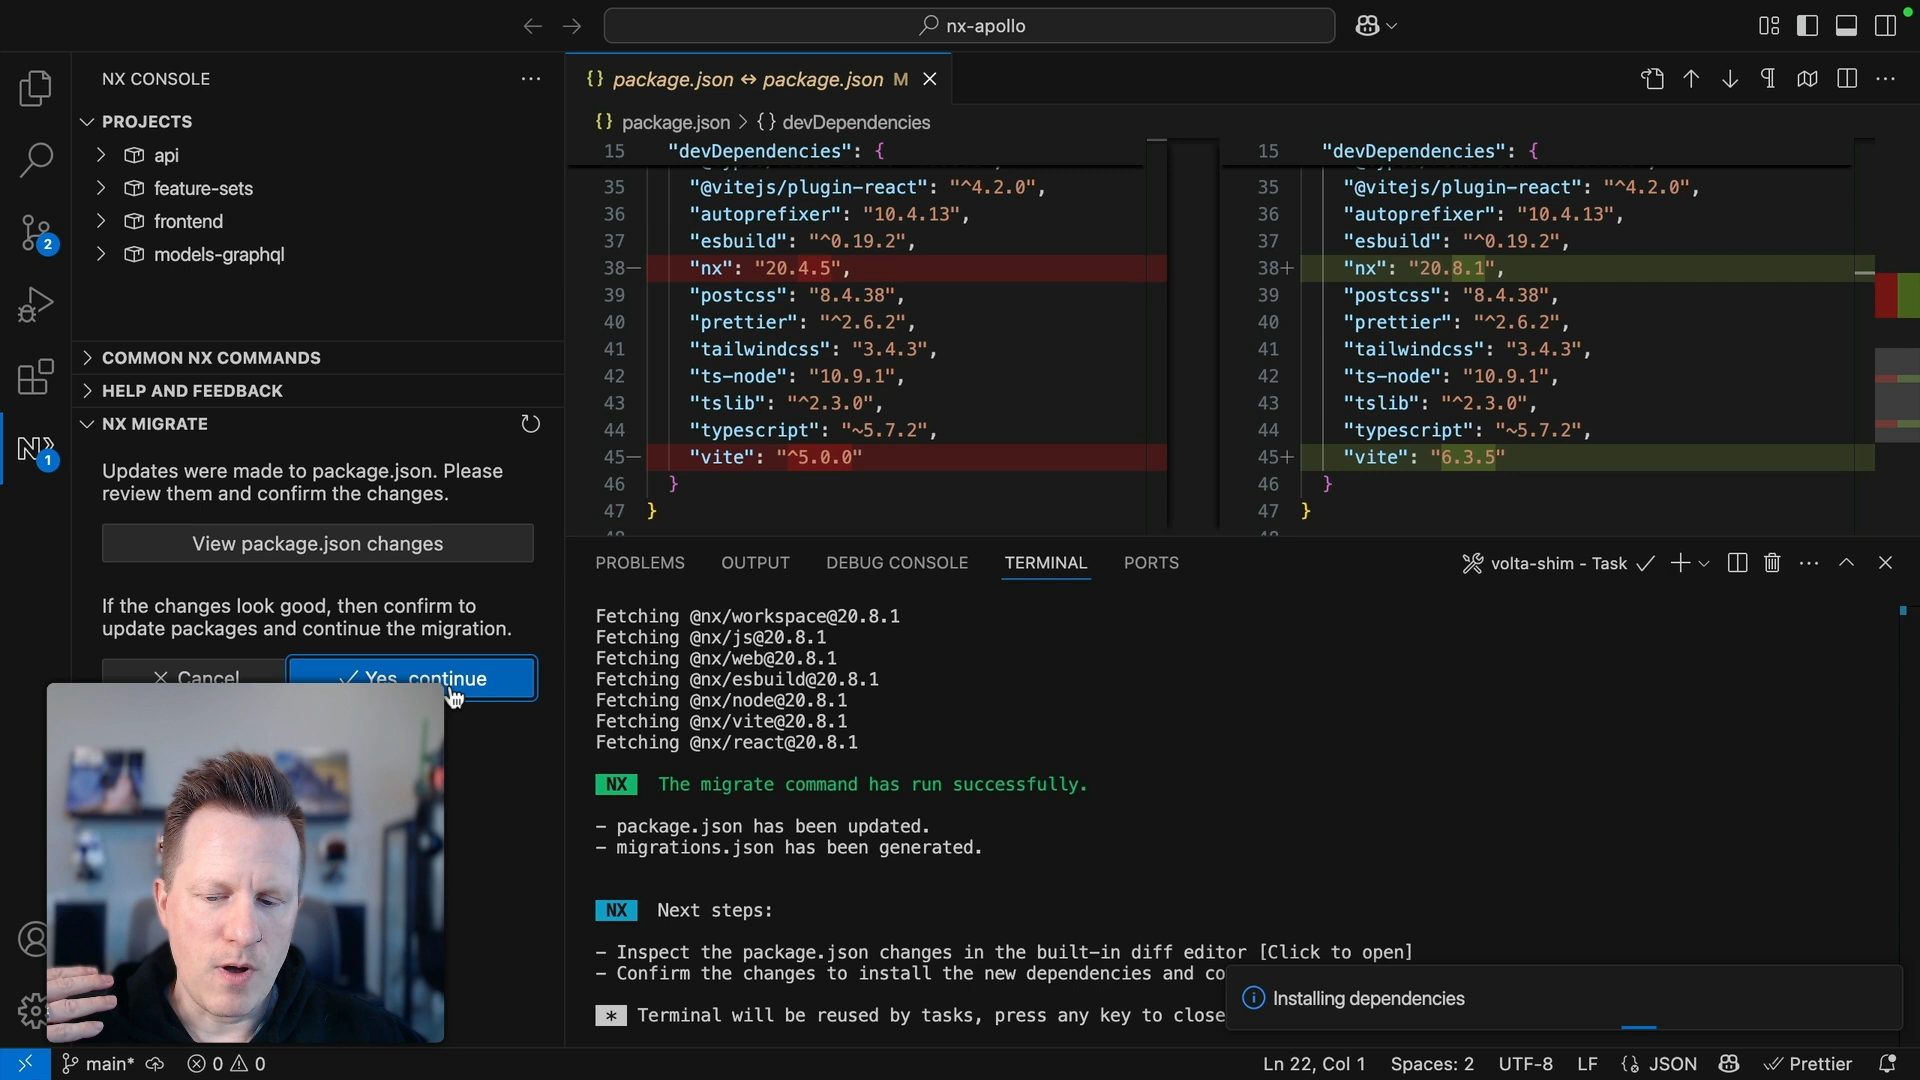 nx-apollo
NX CONSOLE
PROJECTS
api
feature-sets
frontend
models-graphql
COMMON NX COMMANDS
HELP AND FEEDBACK
NX MIGRATE
Updates were made to package.json. Please
review them and confirm the changes.
View package.json changes
If the changes look good, then confirm to
update packages and continue the migration.
Cancel
Yes, continue
2
1
{} package.json ↔ package.json M
{} package.json > {} devDependencies
15 "devDependencies": {
35 "@vitejs/plugin-react": "^4.2.0",
36 "autoprefixer": "10.4.13",
37 "esbuild": "^0.19.2",
38— "nx": "20.4.5",
39 "postcss": "8.4.38",
40 "prettier": "^2.6.2",
41 "tailwindcss": "3.4.3",
42 "ts-node": "10.9.1",
43 "tslib": "^2.3.0",
44 "typescript": "~5.7.2",
45— "vite": "^5.0.0"
46 }
47 }
15 "devDependencies": {
35 "@vitejs/plugin-react": "^4.2.0",
36 "autoprefixer": "10.4.13",
37 "esbuild": "^0.19.2",
38+ "nx": "20.8.1",
39 "postcss": "8.4.38",
40 "prettier": "^2.6.2",
41 "tailwindcss": "3.4.3",
42 "ts-node": "10.9.1",
43 "tslib": "^2.3.0",
44 "typescript": "~5.7.2",
45+ "vite": "6.3.5"
46 }
47 }
PROBLEMS OUTPUT DEBUG CONSOLE TERMINAL PORTS
volta-shim - Task
Fetching @nx/workspace@20.8.1
Fetching @nx/js@20.8.1
Fetching @nx/web@20.8.1
Fetching @nx/esbuild@20.8.1
Fetching @nx/node@20.8.1
Fetching @nx/vite@20.8.1
Fetching @nx/react@20.8.1
NX The migrate command has run successfully.
- package.json has been updated.
- migrations.json has been generated.
NX Next steps:
- Inspect the package.json changes in the built-in diff editor [Click to open]
- Confirm the changes to install the new dependencies and co
* Terminal will be reused by tasks, press any key to close
Installing dependencies
main* 0 0
Ln 22, Col 1 Spaces: 2 UTF-8 LF {} JSON Prettier